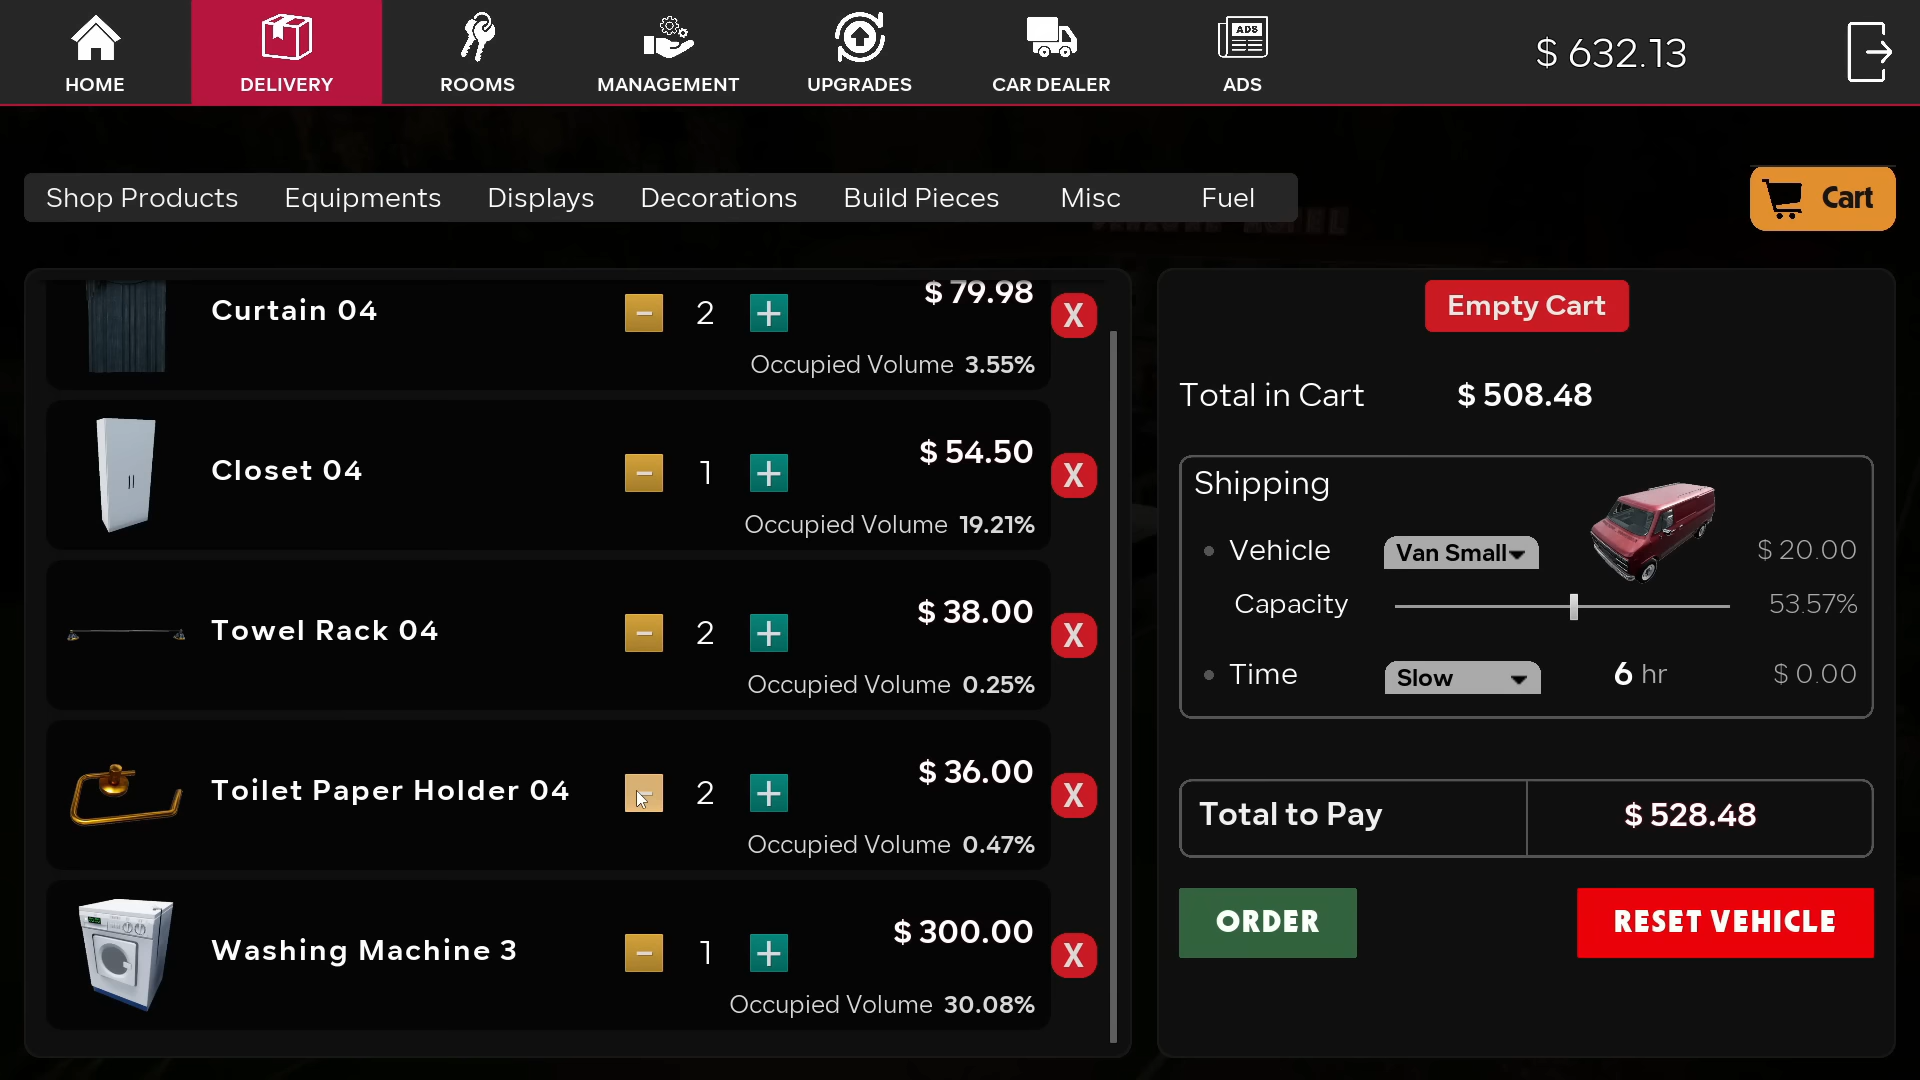 HOME
DELIVERY
ROOMS
MANAGEMENT
UPGRADES
CAR DEALER
ADS
ADS
$ 632.13
Shop Products
Equipments
Displays
Decorations
Build Pieces
Misc
Fuel
Cart
Curtain 04
-
2
+
$ 79.98
X
Occupied Volume 3.55%
Closet 04
-
1
+
$ 54.50
X
Occupied Volume 19.21%
Towel Rack 04
-
2
+
$ 38.00
X
Occupied Volume 0.25%
Toilet Paper Holder 04
-
2
+
$ 36.00
X
Occupied Volume 0.47%
Washing Machine 3
-
1
+
$ 300.00
X
Occupied Volume 30.08%
Empty Cart
Total in Cart $ 508.48
Shipping
Vehicle Van Small $ 20.00
Capacity 53.57%
Time Slow 6 hr $ 0.00
Total to Pay $ 528.48
ORDER
RESET VEHICLE